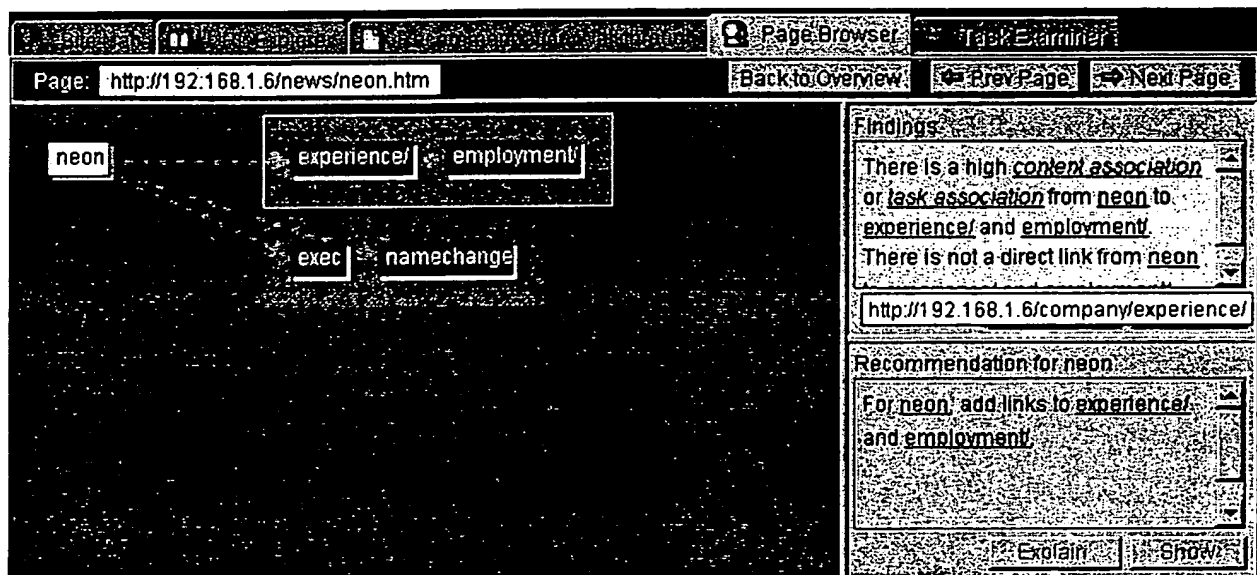 Page Browser
Task Examiner
Page: http://192.168.1.6/news/neon.htm
Back to Overview
Prev Page
Next Page
neon
experience/
employment/
exec
namechange
Findings
There is a high content association
or task association from neon to
experience/ and employment/.
There is not a direct link from neon
http://192.168.1.6/company/experience/
Recommendation for neon
For neon, add links to experience/
and employment/.
Explain
Show